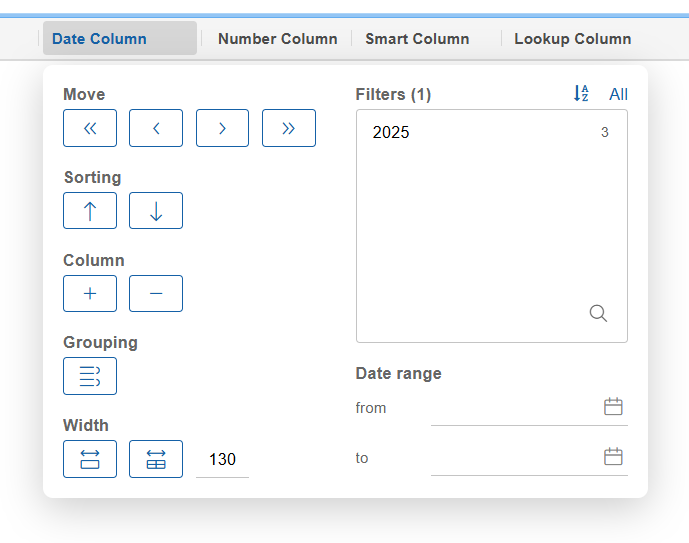 Date Column Number Column Smart Column Lookup Column
Move
Sorting
Column
Grouping
Width
130
Filters (1) All
2025 3
Date range
from
to